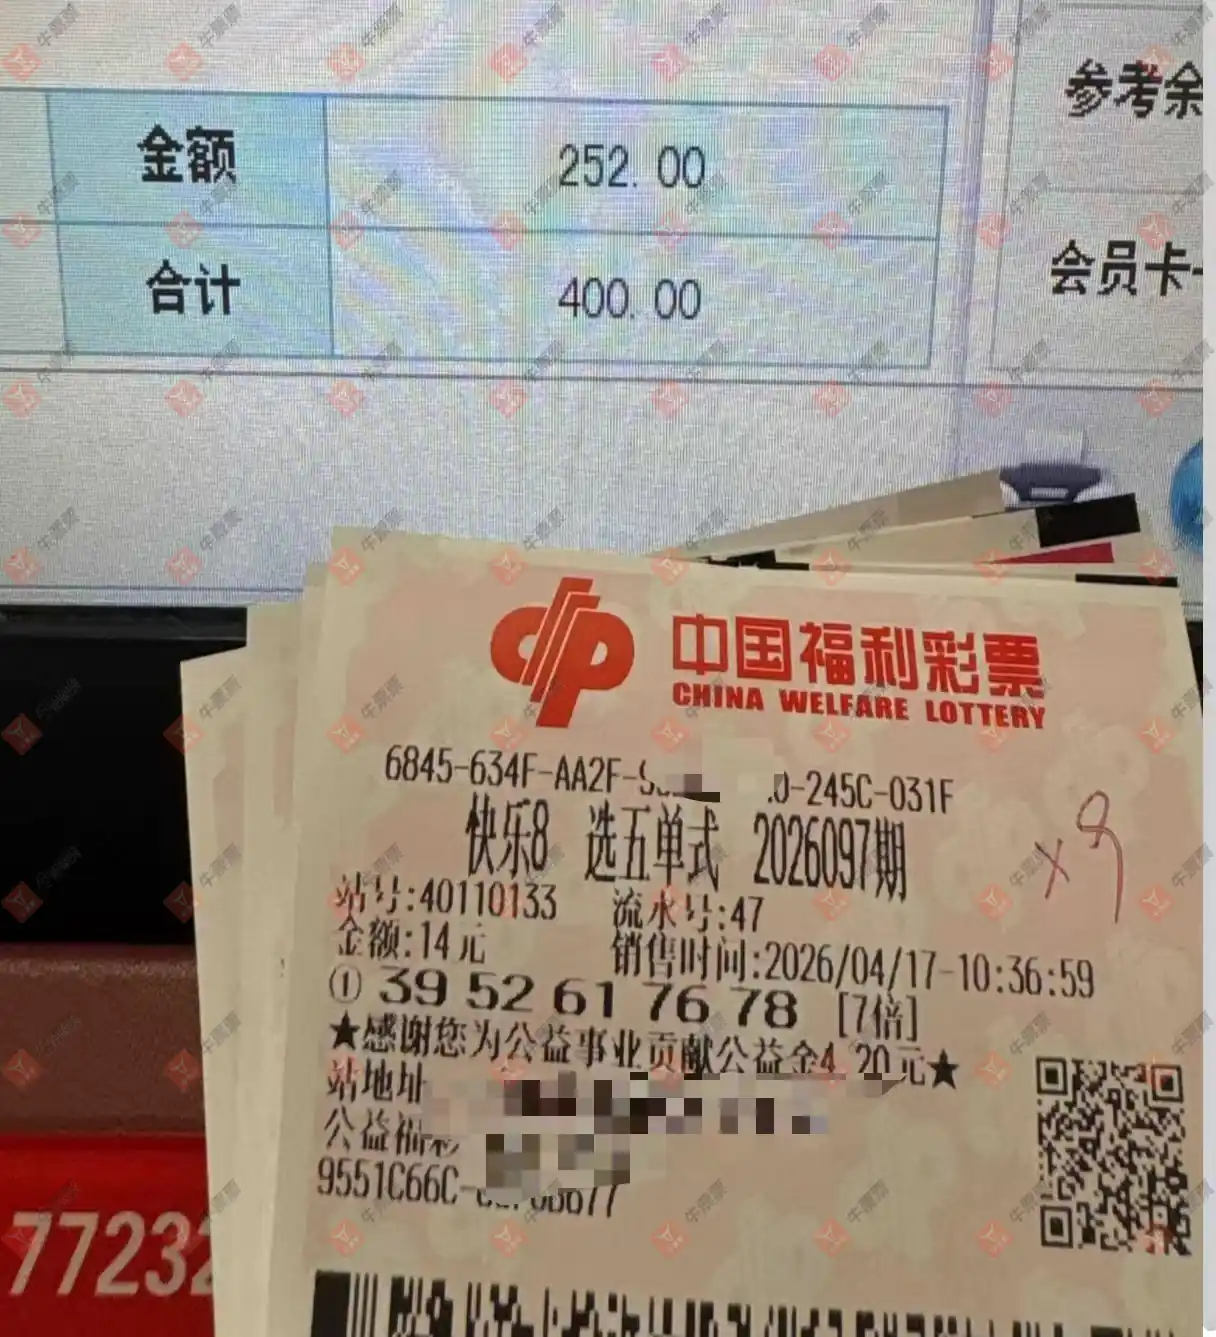 参考余
金额 252.00
合计 400.00
会员卡
中国福利彩票
CHINA WELFARE LOTTERY
6845-634F-AA2F-
0-245C-031F
快乐8 选五单式 2026097期
x9
站号:40110133 流水号:47
金额:14元 销售时间:2026/04/17-10:36:59
① 39 52 61 76 78 [7倍]
★感谢您为公益事业贡献公益金4.20元★
站地址
公益福彩
9551C66C-
77232
牛票票